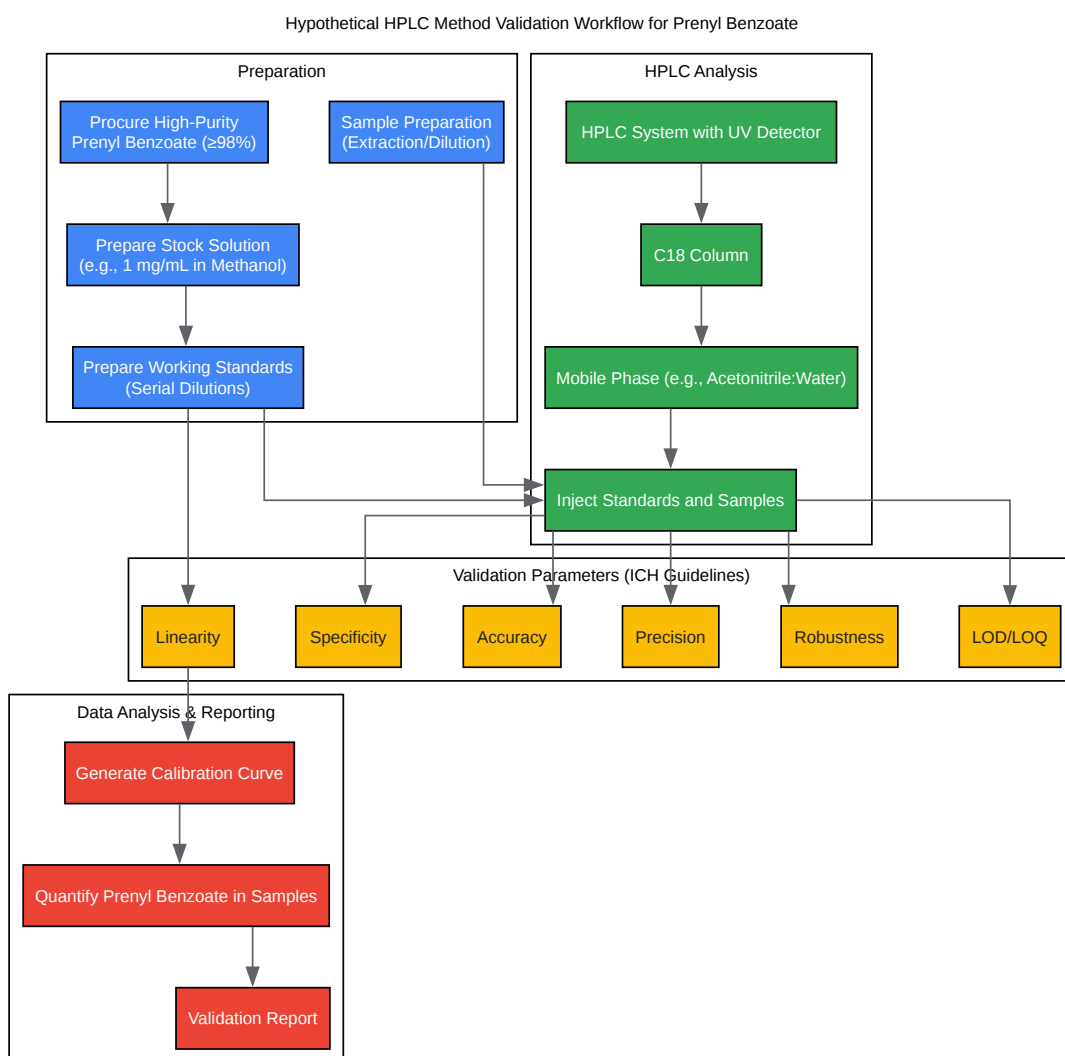 Hypothetical HPLC Method Validation Workflow for Prenyl Benzoate
Preparation
Procure High-Purity
Prenyl Benzoate (≥98%)
Sample Preparation
(Extraction/Dilution)
Prepare Stock Solution
(e.g., 1 mg/mL in Methanol)
Prepare Working Standards
(Serial Dilutions)
HPLC Analysis
HPLC System with UV Detector
C18 Column
Mobile Phase (e.g., Acetonitrile:Water)
Inject Standards and Samples
Validation Parameters (ICH Guidelines)
Linearity
Specificity
Accuracy
Precision
Robustness
LOD/LOQ
Data Analysis & Reporting
Generate Calibration Curve
Quantify Prenyl Benzoate in Samples
Validation Report